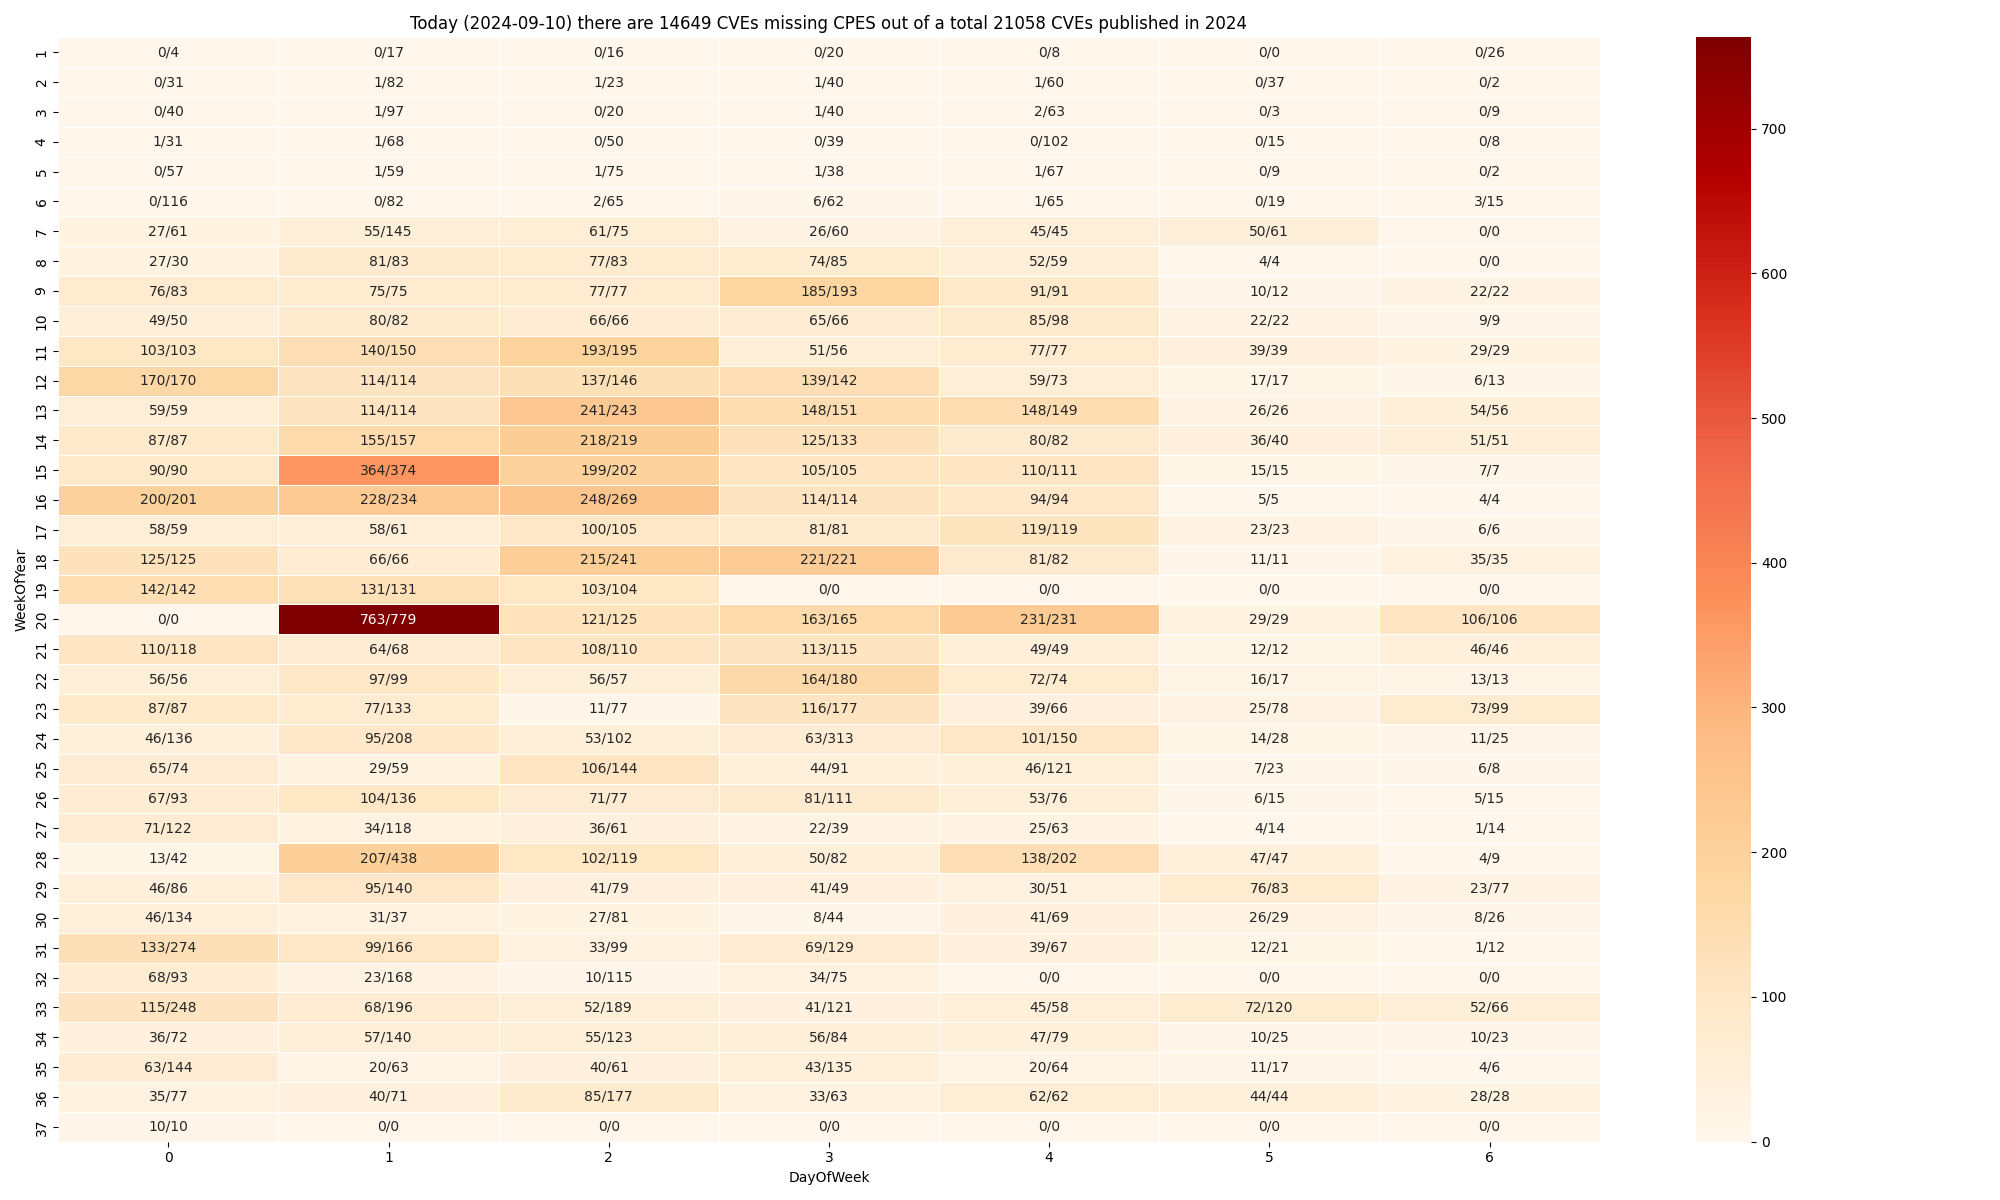 Today (2024-09-10) there are 14649 CVEs missing CPES out of a total 21058 CVEs published in 2024
1 0/4 0/17 0/16 0/20 0/8 0/0 0/26
2 0/31 1/82 1/23 1/40 1/60 0/37 0/2
3 0/40 1/97 0/20 1/40 2/63 0/3 0/9
4 1/31 1/68 0/50 0/39 0/102 0/15 0/8
5 0/57 1/59 1/75 1/38 1/67 0/9 0/2
6 0/116 0/82 2/65 6/62 1/65 0/19 3/15
7 27/61 55/145 61/75 26/60 45/45 50/61 0/0
8 27/30 81/83 77/83 74/85 52/59 4/4 0/0
9 76/83 75/75 77/77 185/193 91/91 10/12 22/22
10 49/50 80/82 66/66 65/66 85/98 22/22 9/9
11 103/103 140/150 193/195 51/56 77/77 39/39 29/29
12 170/170 114/114 137/146 139/142 59/73 17/17 6/13
13 59/59 114/114 241/243 148/151 148/149 26/26 54/56
14 87/87 155/157 218/219 125/133 80/82 36/40 51/51
15 90/90 364/374 199/202 105/105 110/111 15/15 7/7
16 200/201 228/234 248/269 114/114 94/94 5/5 4/4
17 58/59 58/61 100/105 81/81 119/119 23/23 6/6
18 125/125 66/66 215/241 221/221 81/82 11/11 35/35
19 142/142 131/131 103/104 0/0 0/0 0/0 0/0
20 0/0 763/779 121/125 163/165 231/231 29/29 106/106
21 110/118 64/68 108/110 113/115 49/49 12/12 46/46
22 56/56 97/99 56/57 164/180 72/74 16/17 13/13
23 87/87 77/133 11/77 116/177 39/66 25/78 73/99
24 46/136 95/208 53/102 63/313 101/150 14/28 11/25
25 65/74 29/59 106/144 44/91 46/121 7/23 6/8
26 67/93 104/136 71/77 81/111 53/76 6/15 5/15
27 71/122 34/118 36/61 22/39 25/63 4/14 1/14
28 13/42 207/438 102/119 50/82 138/202 47/47 4/9
29 46/86 95/140 41/79 41/49 30/51 76/83 23/77
30 46/134 31/37 27/81 8/44 41/69 26/29 8/26
31 133/274 99/166 33/99 69/129 39/67 12/21 1/12
32 68/93 23/168 10/115 34/75 0/0 0/0 0/0
33 115/248 68/196 52/189 41/121 45/58 72/120 52/66
34 36/72 57/140 55/123 56/84 47/79 10/25 10/23
35 63/144 20/63 40/61 43/135 20/64 11/17 4/6
36 35/77 40/71 85/177 33/63 62/62 44/44 28/28
37 10/10 0/0 0/0 0/0 0/0 0/0 0/0
0 1 2 3 4 5 6
DayOfWeek
WeekOfYear
700
600
500
400
300
200
100
0